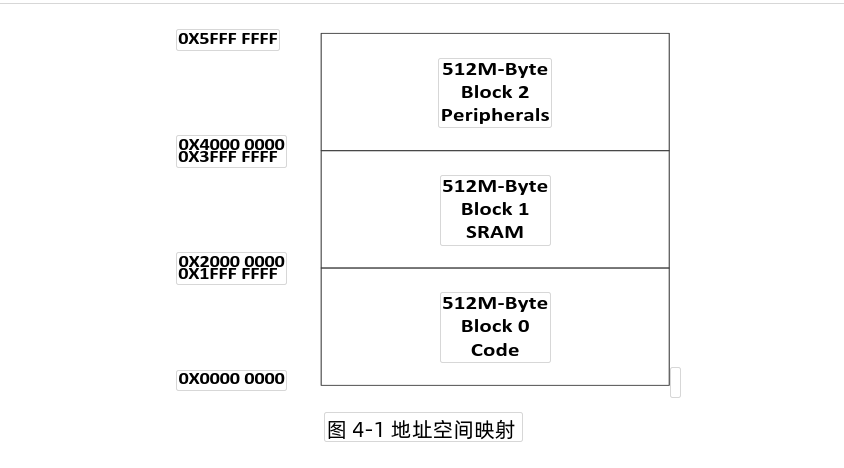 0X5FFF FFFF
512M-Byte
Block 2
Peripherals
0X4000 0000
0X3FFF FFFF
512M-Byte
Block 1
SRAM
0X2000 0000
0X1FFF FFFF
512M-Byte
Block 0
Code
0X0000 0000
图 4-1 地址空间映射